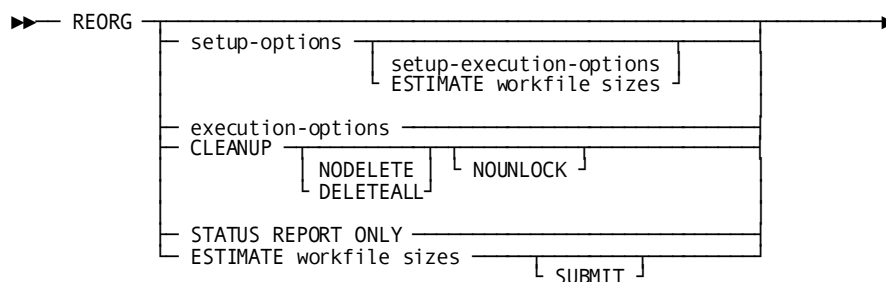 REORG
setup-options
setup-execution-options
ESTIMATE workfile sizes
execution-options
CLEANUP
NODELETE NOUNLOCK
DELETEALL
STATUS REPORT ONLY
ESTIMATE workfile sizes
SUBMIT